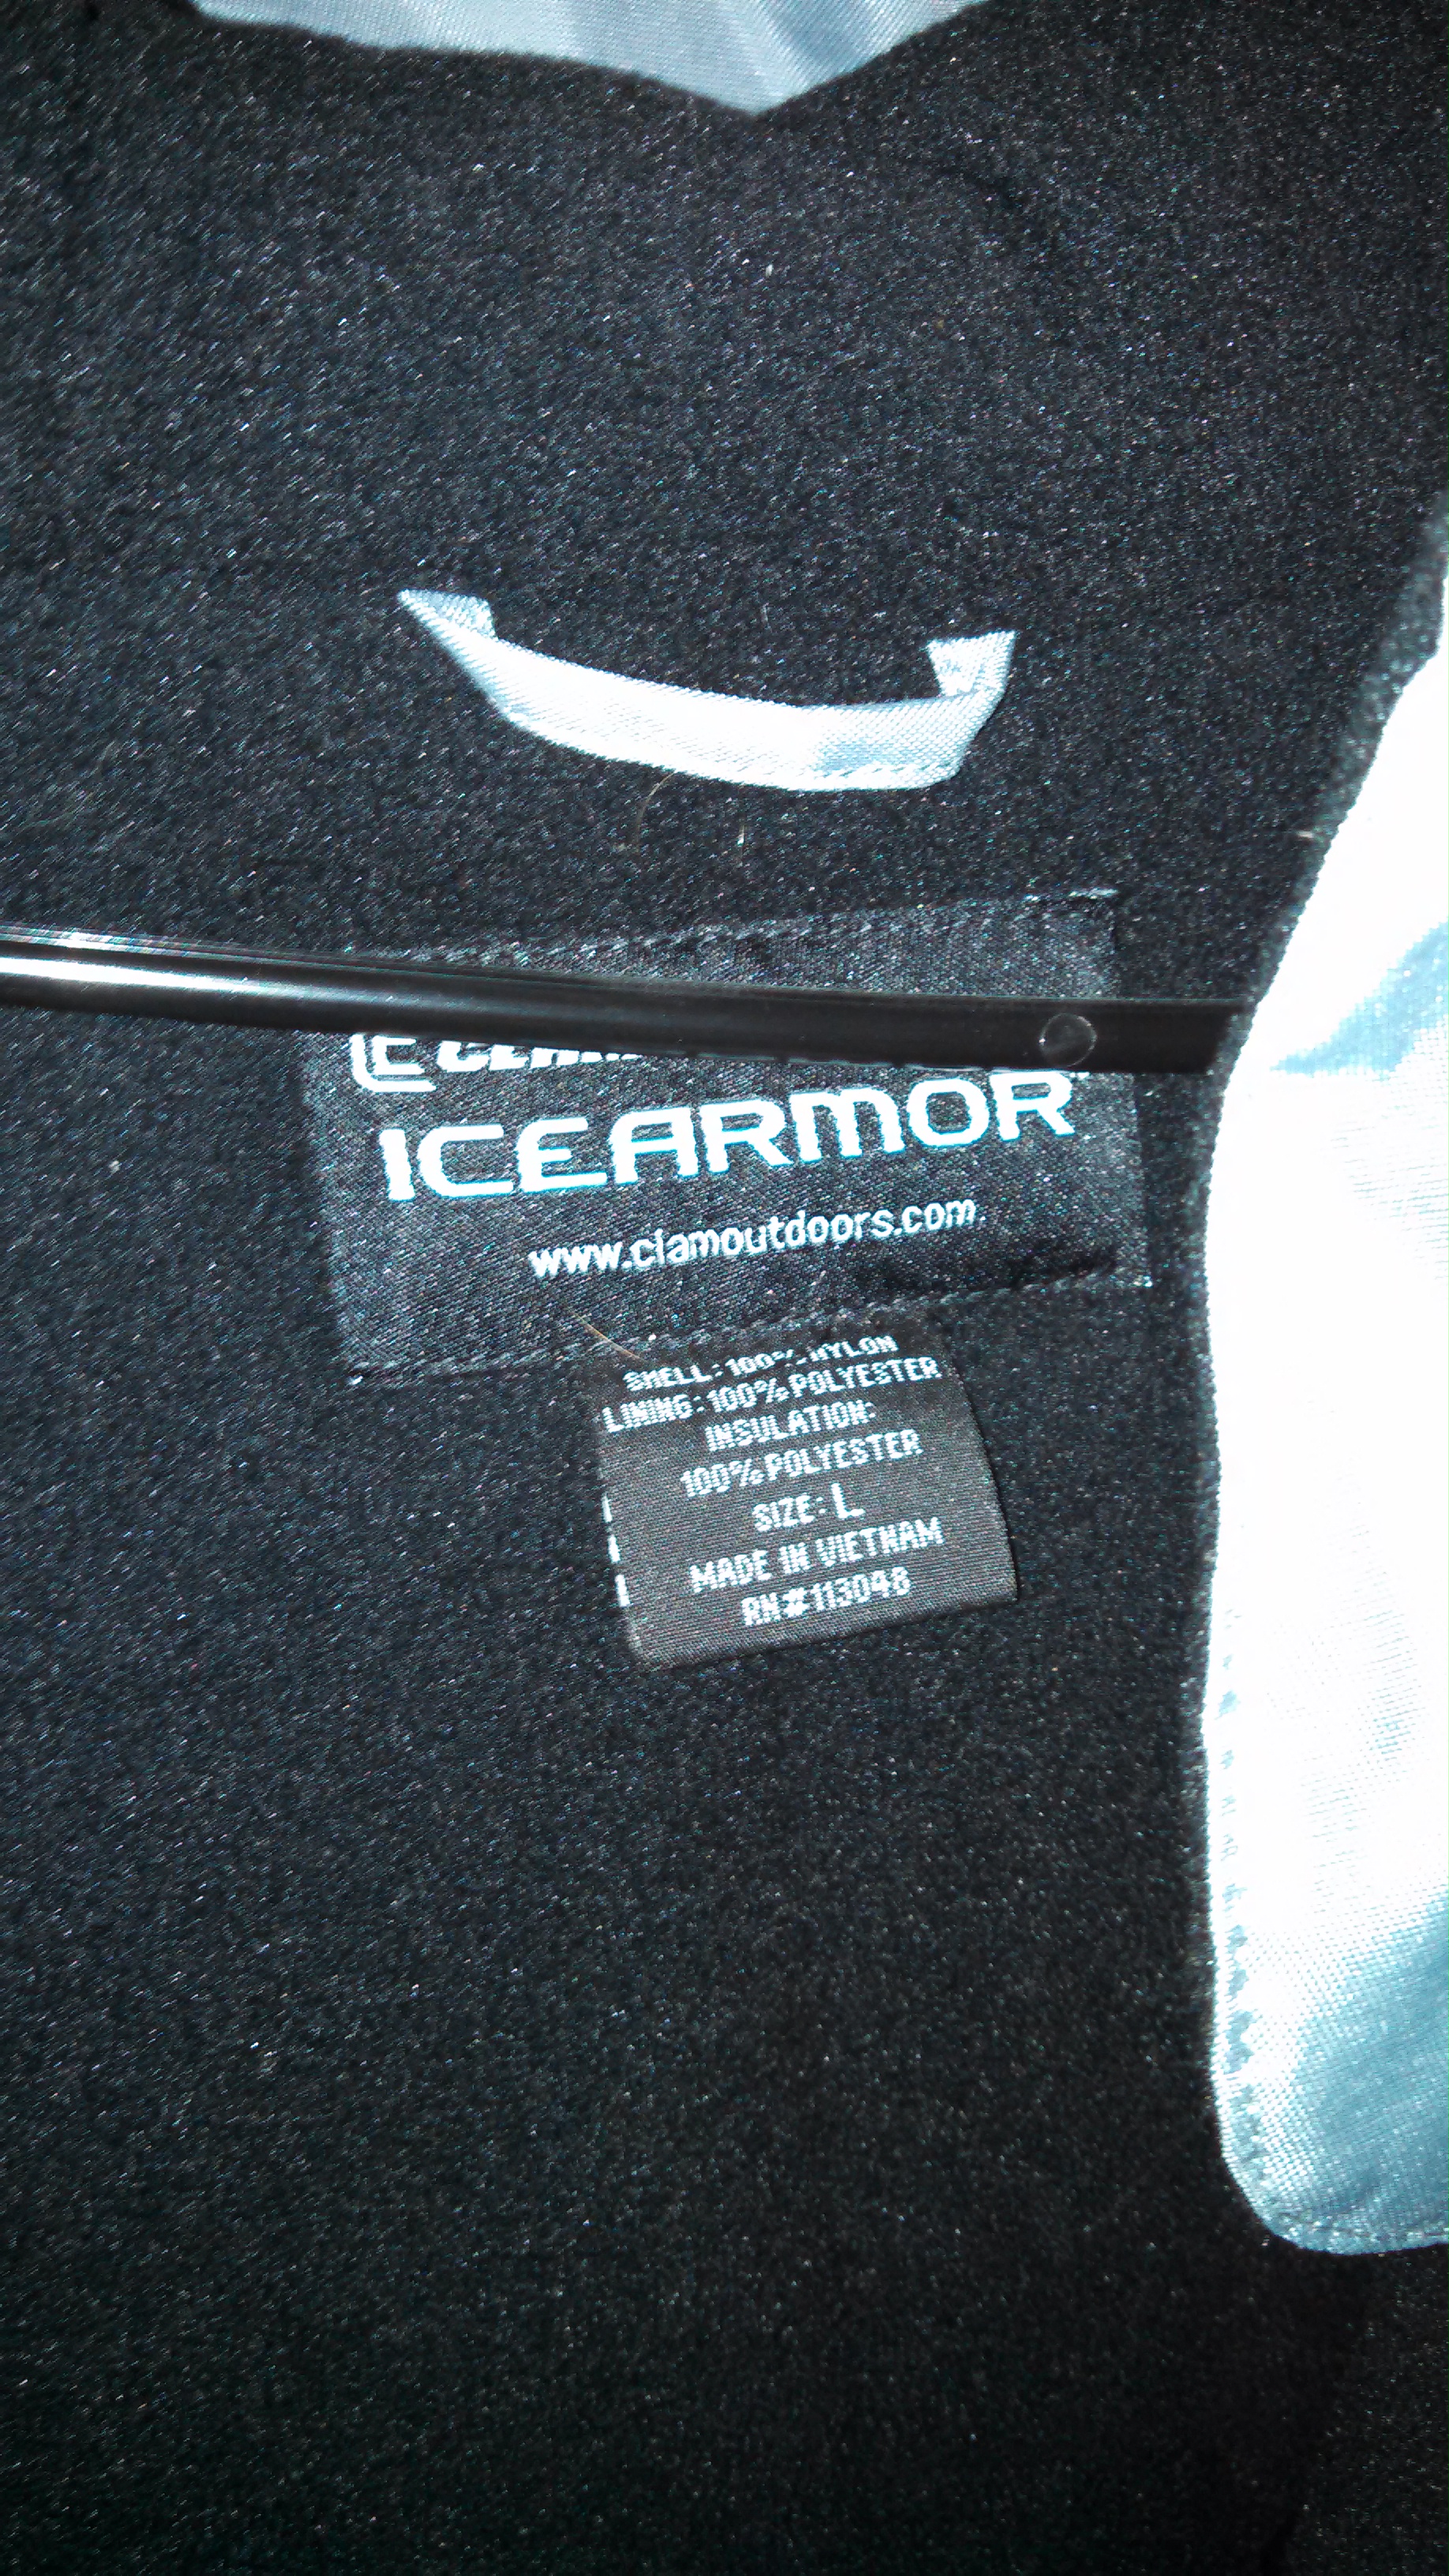 CLAM
ICEARMOR
www.clamoutdoors.com
SHELL: 100% NYLON
LINING: 100% POLYESTER
INSULATION:
100% POLYESTER
SIZE: L
MADE IN VIETNAM
RN#113048